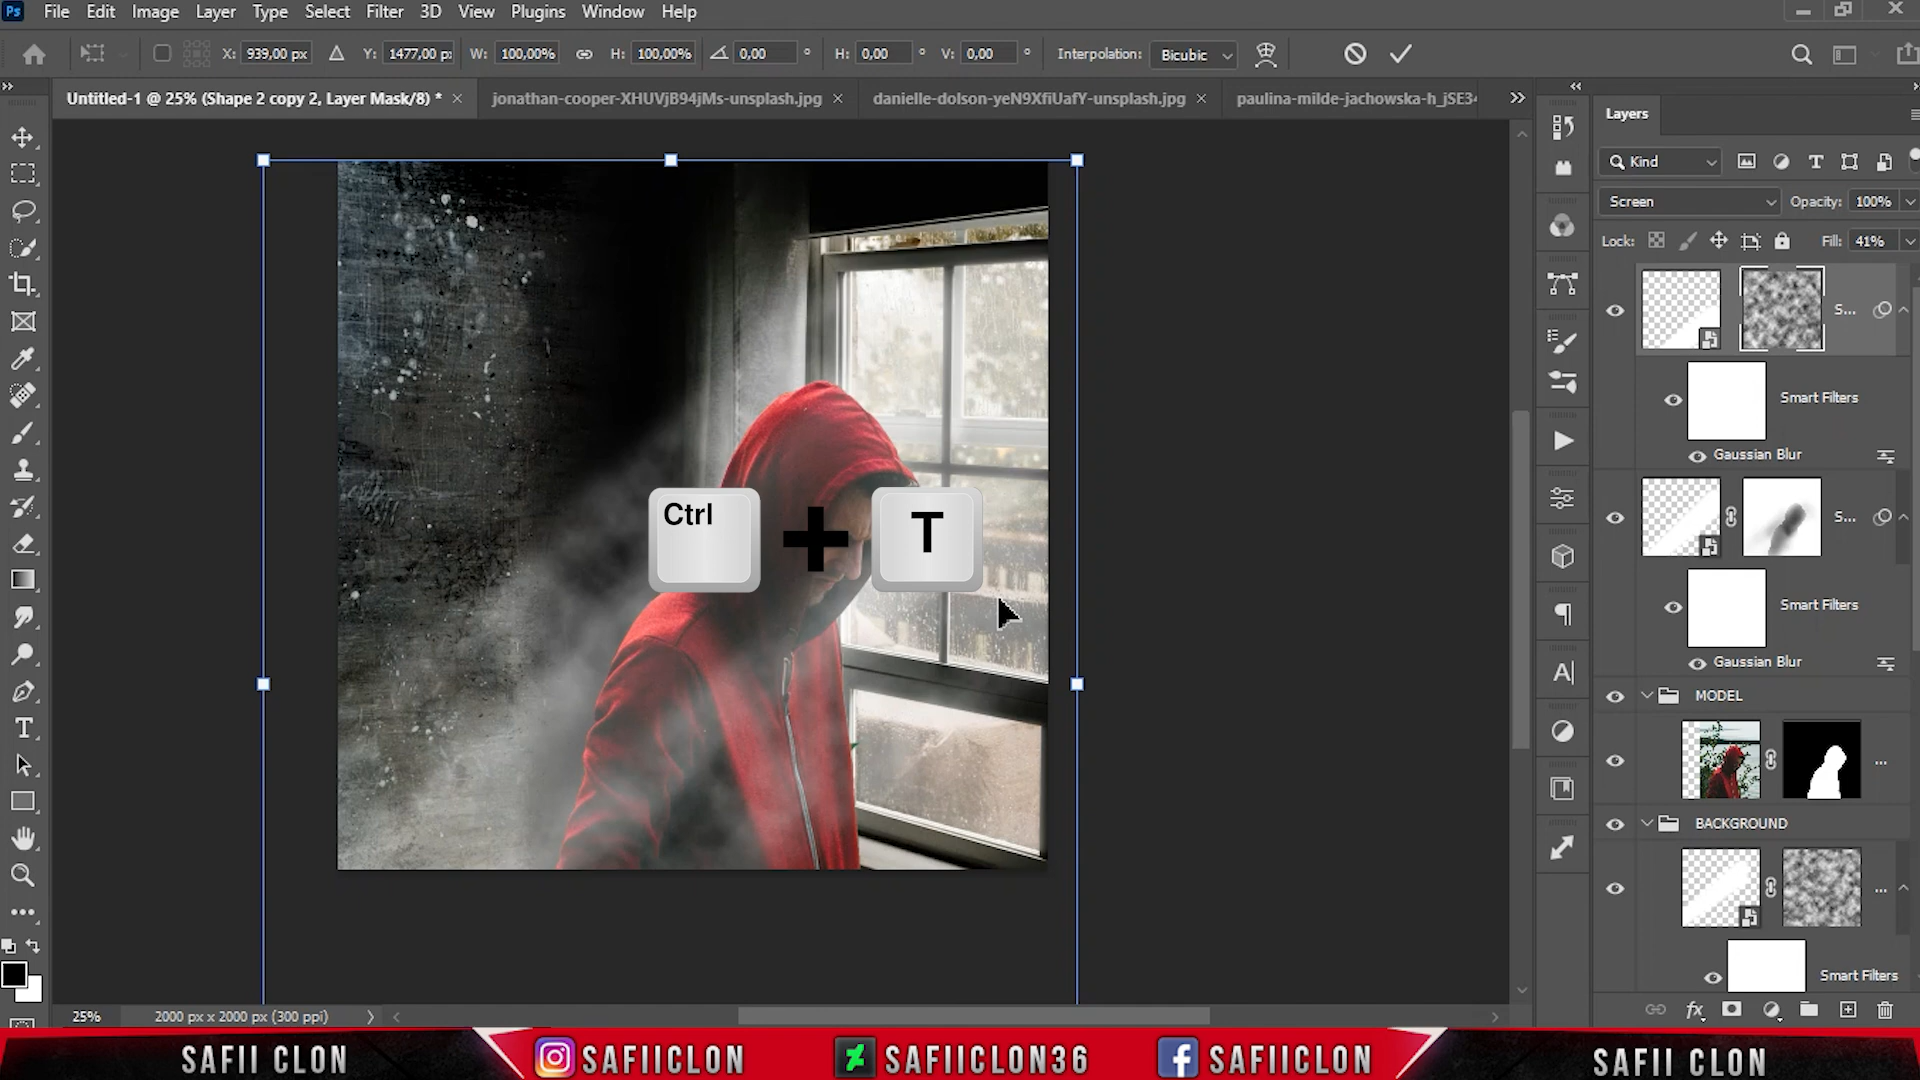 Ps File Edit Image Layer Type Select Filter 3D View Plugins Window Help
X: 939,00 px Y: 1477,00 p W: 100,00% H: 100,00% 0,00 ° H: 0,00 ° V: 0,00 ° Interpolation: Bicubic
Untitled-1 @ 25% (Shape 2 copy 2, Layer Mask/8) * × jonathan-cooper-XHUVjB94jMs-unsplash.jpg × danielle-dolson-yeN9XfiUafY-unsplash.jpg × paulina-milde-jachowska-h_jSE34
Layers
Kind
Screen Opacity: 100%
Lock: Fill: 41%
S...
Smart Filters
Gaussian Blur
S...
Smart Filters
Gaussian Blur
MODEL
...
BACKGROUND
...
Smart Filters
Ctrl + T
25% 2000 px x 2000 px (300 ppi)
SAFII CLON SAFIICLON SAFIICLON36 SAFIICLON SAFII CLON